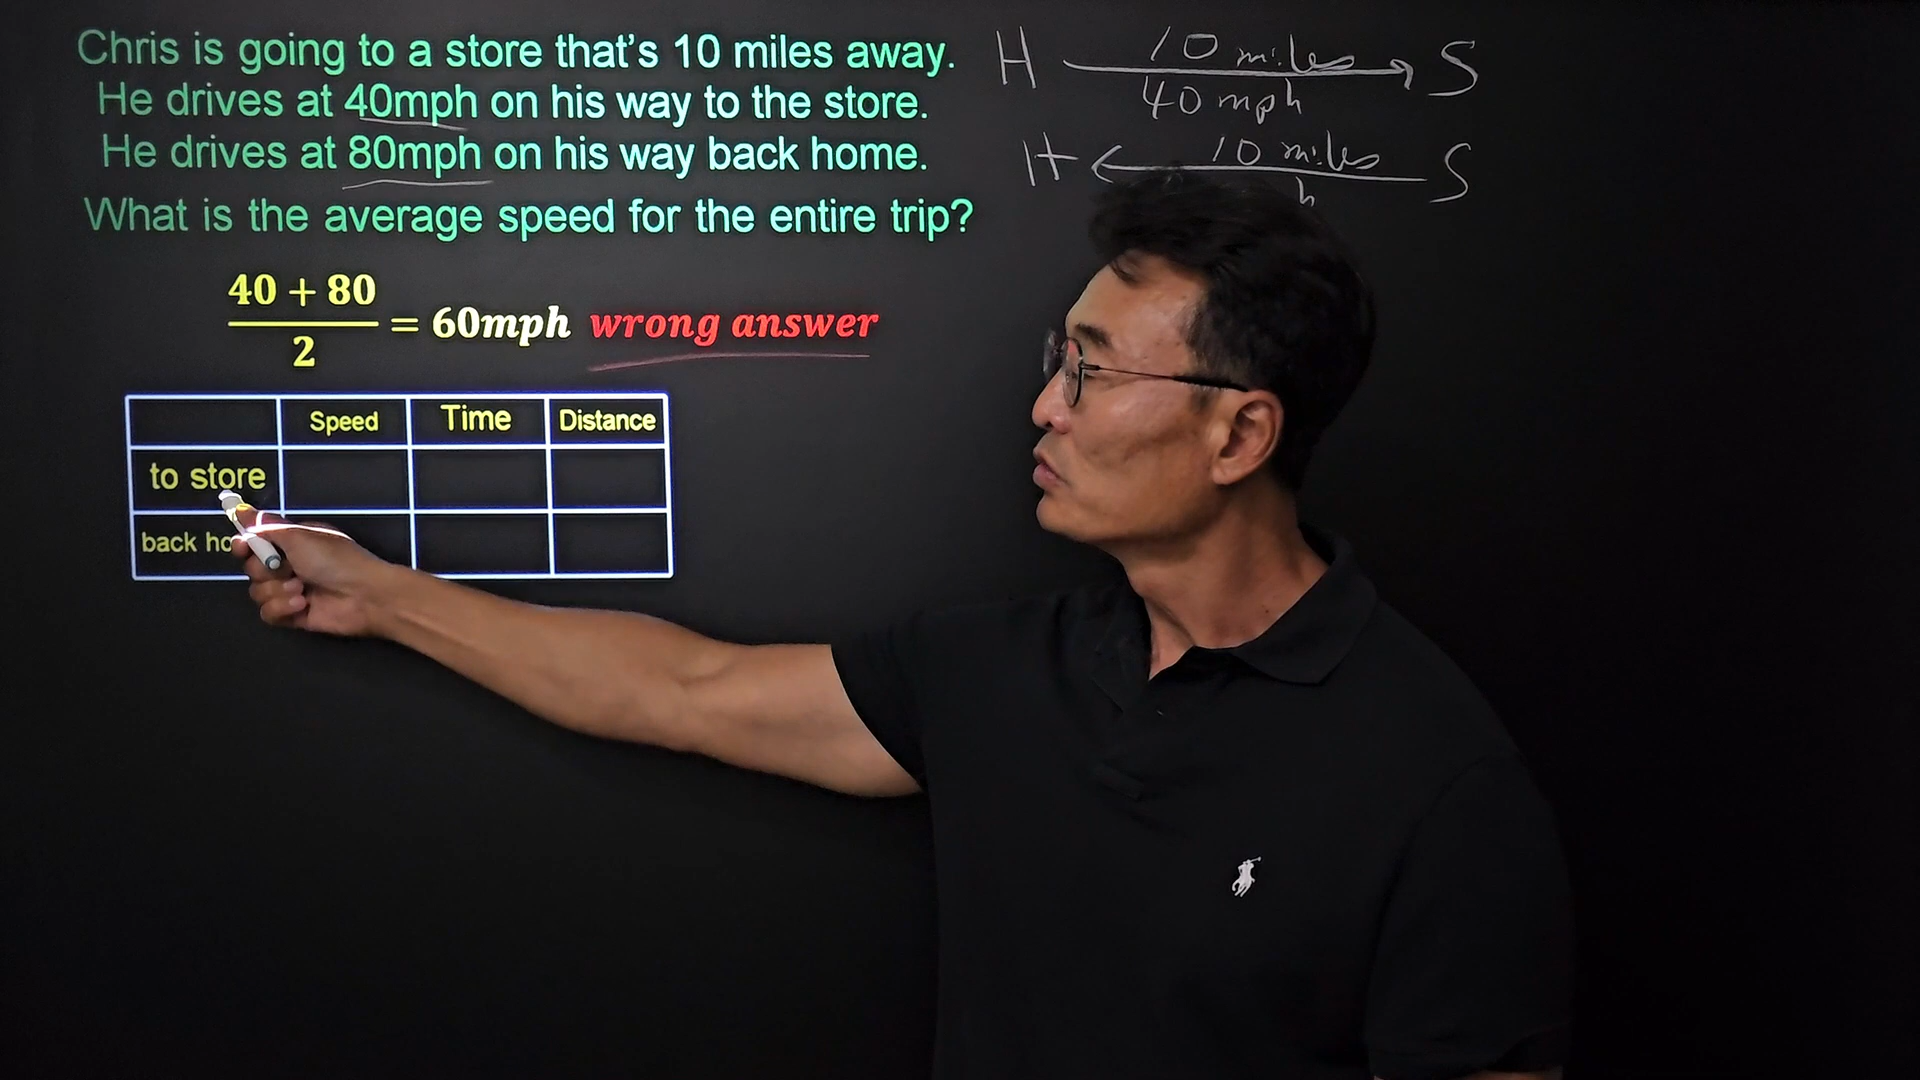 Chris is going to a store that's 10 miles away.
He drives at 40mph on his way to the store.
He drives at 80mph on his way back home.
What is the average speed for the entire trip?
H 10 miles S
40 mph
H 10 miles S
h
40 + 80
2
= 60mph wrong answer
Speed Time Distance
to store
back